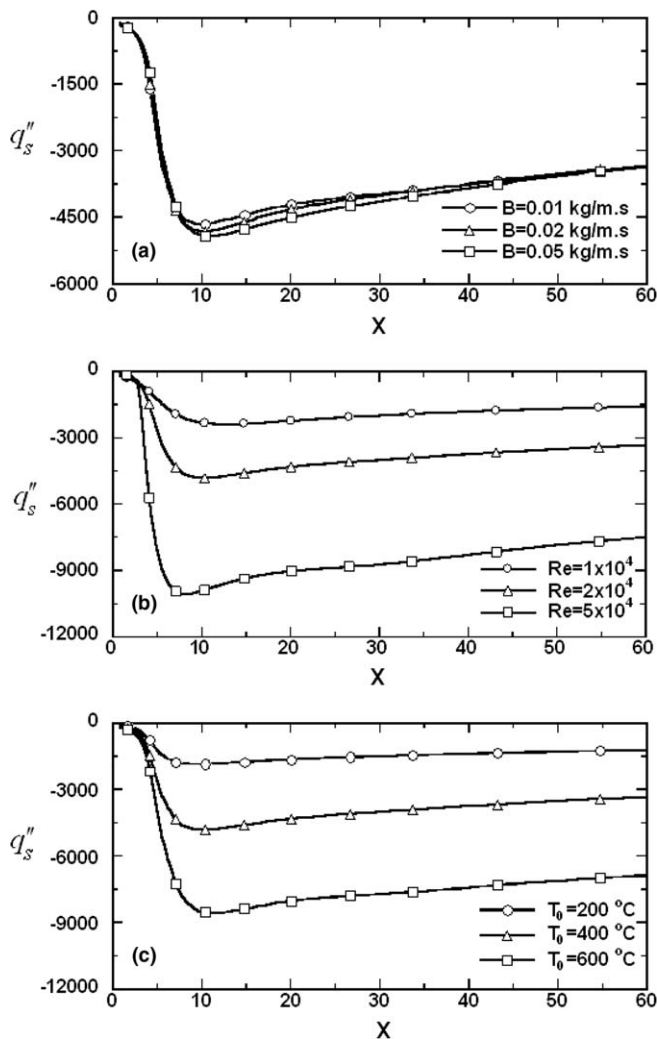 0
-1500
-3000
-4500
-6000
q″ₛ
(a)
B=0.01 kg/m.s
B=0.02 kg/m.s
B=0.05 kg/m.s
0 10 20 30 40 50 60
X
0
-3000
-6000
-9000
-12000
q″ₛ
(b)
Re=1x10⁴
Re=2x10⁴
Re=5x10⁴
0 10 20 30 40 50 60
X
0
-3000
-6000
-9000
-12000
q″ₛ
(c)
T₀=200 °C
T₀=400 °C
T₀=600 °C
0 10 20 30 40 50 60
X